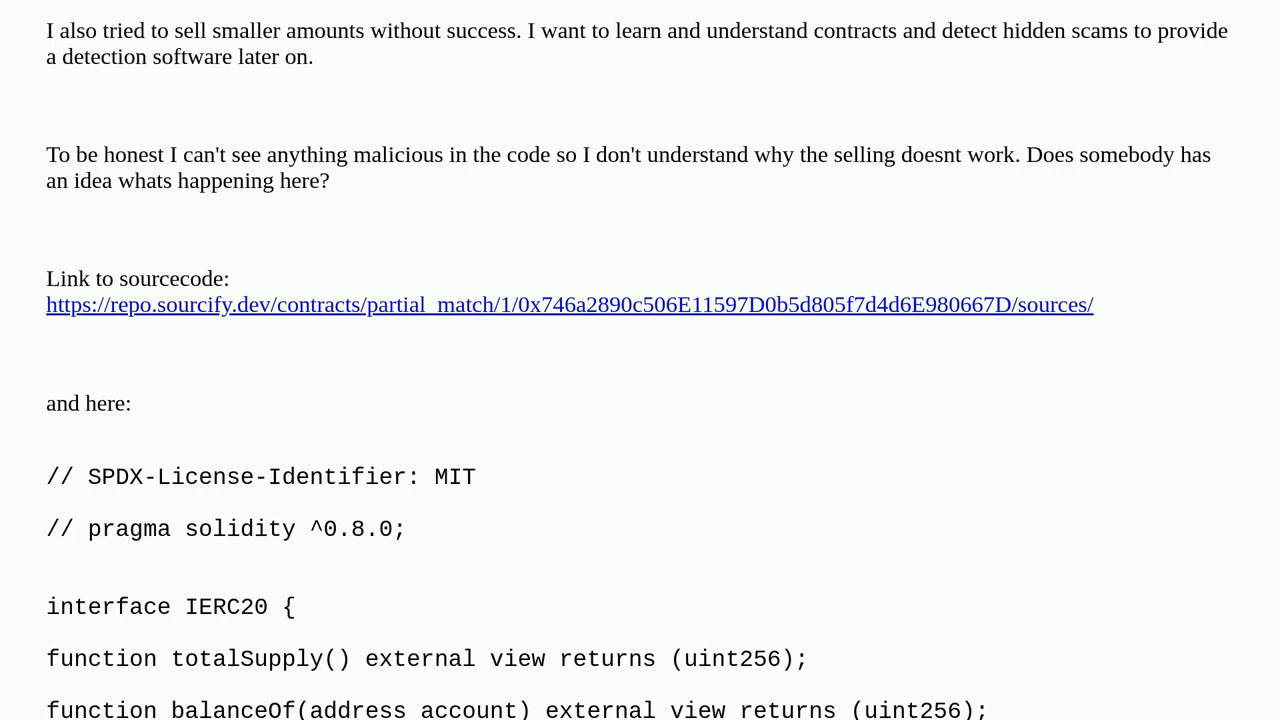 I also tried to sell smaller amounts without success. I want to learn and understand contracts and detect hidden scams to provide
a detection software later on.
To be honest I can't see anything malicious in the code so I don't understand why the selling doesnt work. Does somebody has
an idea whats happening here?
Link to sourcecode:
https://repo.sourcify.dev/contracts/partial_match/1/0x746a2890c506E11597D0b5d805f7d4d6E980667D/sources/
and here:
// SPDX-License-Identifier: MIT
// pragma solidity ^0.8.0;
interface IERC20 {
function totalSupply() external view returns (uint256);
function balanceOf(address account) external view returns (uint256);